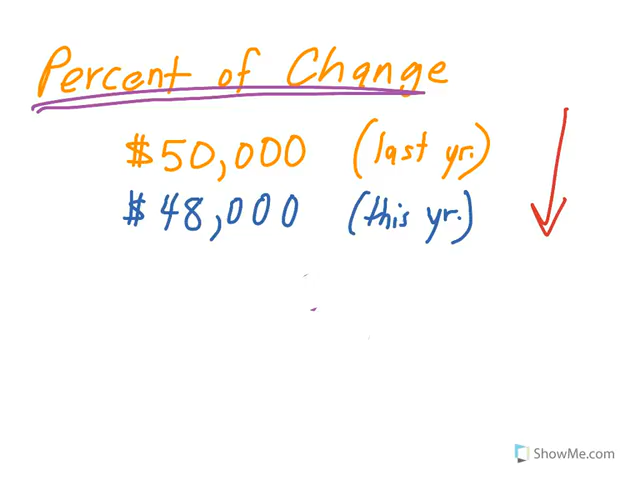 Percent of Change
$50,000 (last yr.)
$48,000 (this yr.)
ShowMe.com